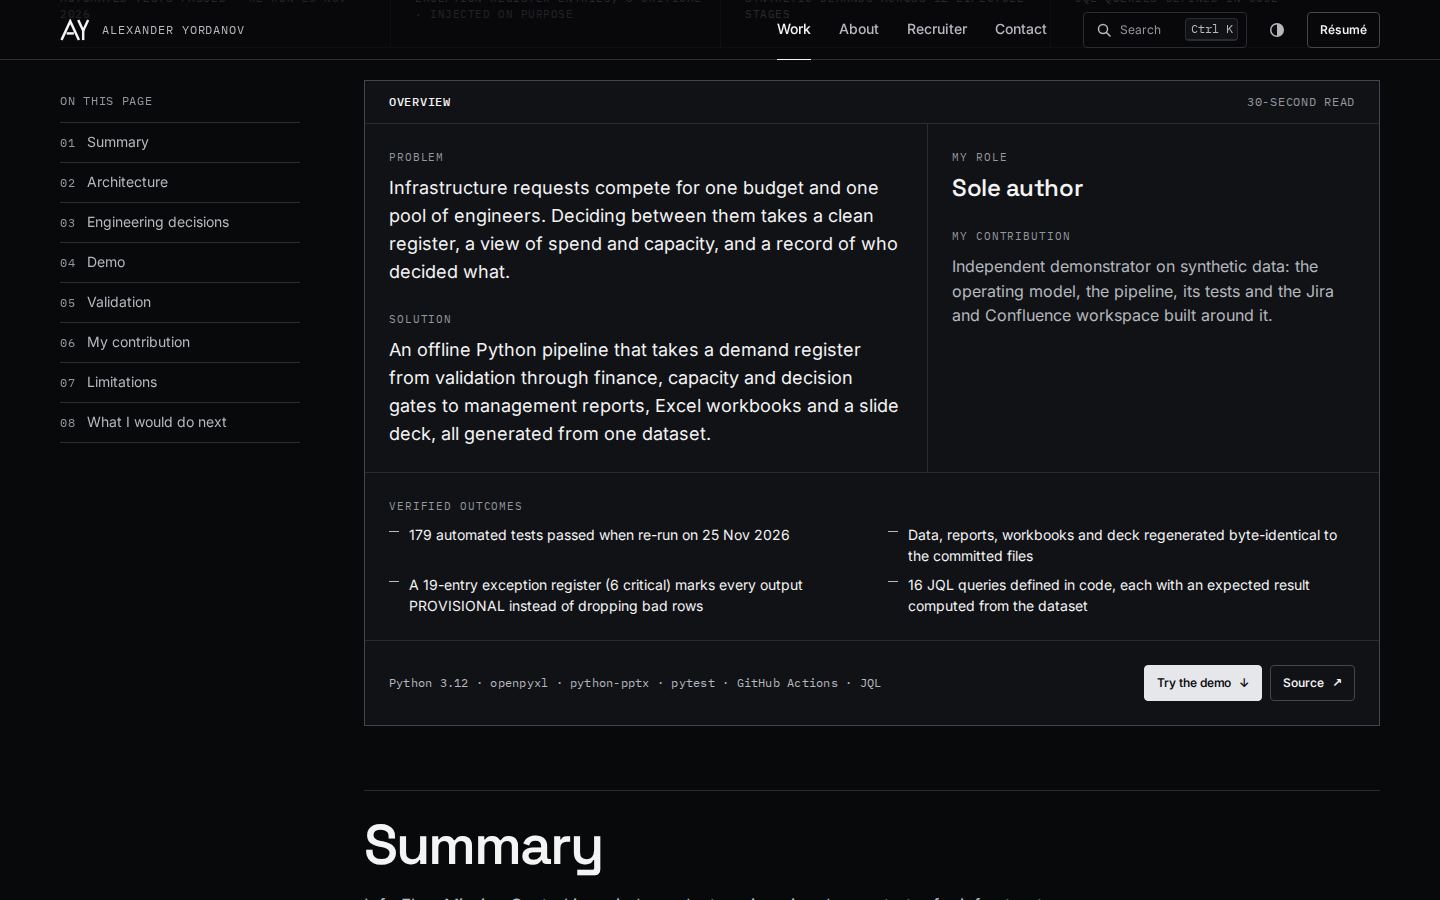 · INJECTED ON PURPOSE
STAGES
2026
AY ALEXANDER YORDANOV
Work About Recruiter Contact Search Ctrl K Résumé
ON THIS PAGE
01 Summary
02 Architecture
03 Engineering decisions
04 Demo
05 Validation
06 My contribution
07 Limitations
08 What I would do next
OVERVIEW
30-SECOND READ
PROBLEM
Infrastructure requests compete for one budget and one
pool of engineers. Deciding between them takes a clean
register, a view of spend and capacity, and a record of who
decided what.
SOLUTION
An offline Python pipeline that takes a demand register
from validation through finance, capacity and decision
gates to management reports, Excel workbooks and a slide
deck, all generated from one dataset.
MY ROLE
Sole author
MY CONTRIBUTION
Independent demonstrator on synthetic data: the
operating model, the pipeline, its tests and the Jira
and Confluence workspace built around it.
VERIFIED OUTCOMES
— 179 automated tests passed when re-run on 25 Nov 2026
— Data, reports, workbooks and deck regenerated byte-identical to
the committed files
— A 19-entry exception register (6 critical) marks every output
PROVISIONAL instead of dropping bad rows
— 16 JQL queries defined in code, each with an expected result
computed from the dataset
Python 3.12 · openpyxl · python-pptx · pytest · GitHub Actions · JQL
Try the demo ↓
Source ↗
Summary